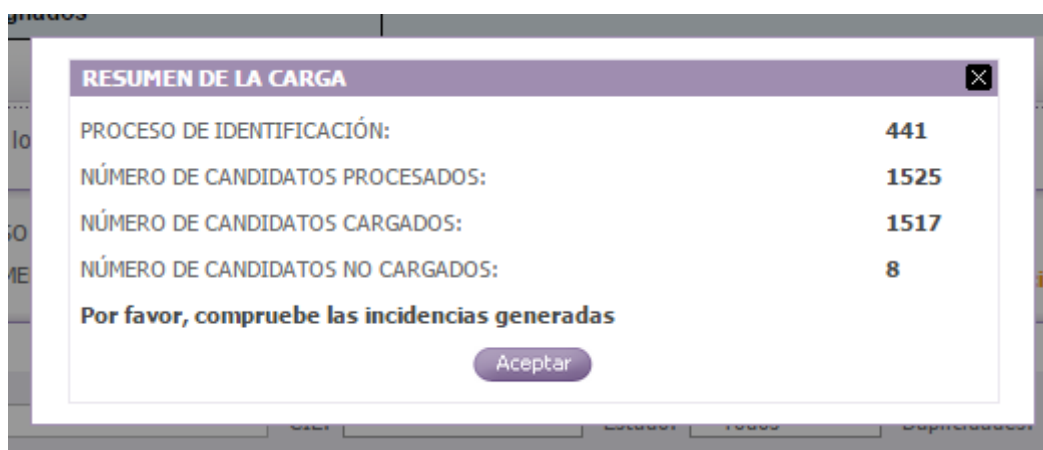 RESUMEN DE LA CARGA
PROCESO DE IDENTIFICACIÓN: 441
NÚMERO DE CANDIDATOS PROCESADOS: 1525
NÚMERO DE CANDIDATOS CARGADOS: 1517
NÚMERO DE CANDIDATOS NO CARGADOS: 8
Por favor, compruebe las incidencias generadas
Aceptar